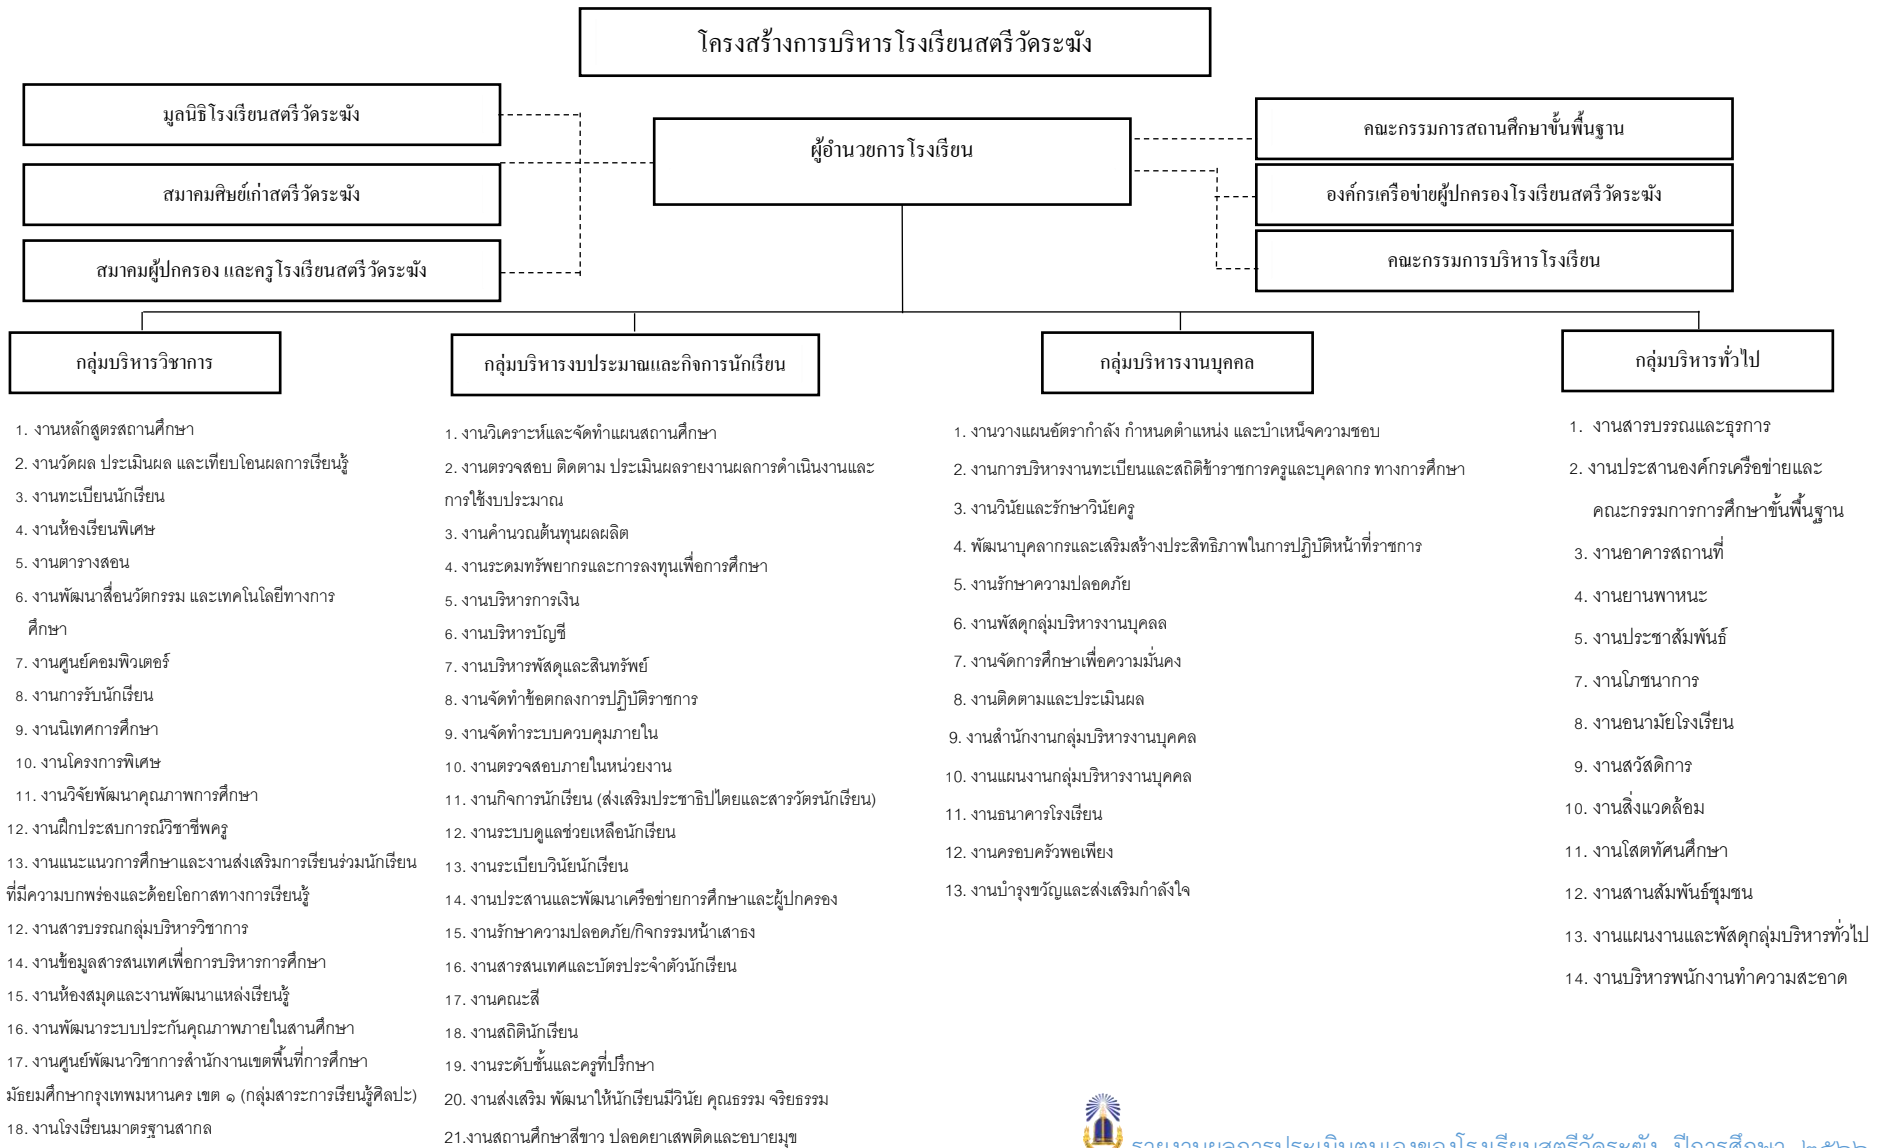 โครงสร้างการบริหารโรงเรียนสตรีวัดระฆัง
มูลนิธิโรงเรียนสตรีวัดระฆัง
สมาคมศิษย์เก่าสตรีวัดระฆัง
สมาคมผู้ปกครอง และครูโรงเรียนสตรีวัดระฆัง
ผู้อำนวยการโรงเรียน
คณะกรรมการสถานศึกษาขั้นพื้นฐาน
องค์กรเครือข่ายผู้ปกครองโรงเรียนสตรีวัดระฆัง
คณะกรรมการบริหารโรงเรียน
กลุ่มบริหารวิชาการ
1. งานหลักสูตรสถานศึกษา
2. งานวัดผล ประเมินผล และเทียบโอนผลการเรียนรู้
3. งานทะเบียนนักเรียน
4. งานห้องเรียนพิเศษ
5. งานตารางสอน
6. งานพัฒนาสื่อนวัตกรรม และเทคโนโลยีทางการ
ศึกษา
7. งานศูนย์คอมพิวเตอร์
8. งานการรับนักเรียน
9. งานนิเทศการศึกษา
10. งานโครงการพิเศษ
11. งานวิจัยพัฒนาคุณภาพการศึกษา
12. งานฝึกประสบการณ์วิชาชีพครู
13. งานแนะแนวการศึกษาและงานส่งเสริมการเรียนร่วมนักเรียน
ที่มีความบกพร่องและด้อยโอกาสทางการเรียนรู้
12. งานสารบรรณกลุ่มบริหารวิชาการ
14. งานข้อมูลสารสนเทศเพื่อการบริหารการศึกษา
15. งานห้องสมุดและงานพัฒนาแหล่งเรียนรู้
16. งานพัฒนาระบบประกันคุณภาพภายในสานศึกษา
17. งานศูนย์พัฒนาวิชาการสำนักงานเขตพื้นที่การศึกษา
มัธยมศึกษากรุงเทพมหานคร เขต ๑ (กลุ่มสาระการเรียนรู้ศิลปะ)
18. งานโรงเรียนมาตรฐานสากล
กลุ่มบริหารงบประมาณและกิจการนักเรียน
1. งานวิเคราะห์และจัดทำแผนสถานศึกษา
2. งานตรวจสอบ ติดตาม ประเมินผลรายงานผลการดำเนินงานและ
การใช้งบประมาณ
3. งานคำนวณต้นทุนผลผลิต
4. งานระดมทรัพยากรและการลงทุนเพื่อการศึกษา
5. งานบริหารการเงิน
6. งานบริหารบัญชี
7. งานบริหารพัสดุและสินทรัพย์
8. งานจัดทำข้อตกลงการปฏิบัติราชการ
9. งานจัดทำระบบควบคุมภายใน
10. งานตรวจสอบภายในหน่วยงาน
11. งานกิจการนักเรียน (ส่งเสริมประชาธิปไตยและสารวัตรนักเรียน)
12. งานระบบดูแลช่วยเหลือนักเรียน
13. งานระเบียบวินัยนักเรียน
14. งานประสานและพัฒนาเครือข่ายการศึกษาและผู้ปกครอง
15. งานรักษาความปลอดภัย/กิจกรรมหน้าเสาธง
16. งานสารสนเทศและบัตรประจำตัวนักเรียน
17. งานคณะสี
18. งานสถิตินักเรียน
19. งานระดับชั้นและครูที่ปรึกษา
20. งานส่งเสริม พัฒนาให้นักเรียนมีวินัย คุณธรรม จริยธรรม
21.งานสถานศึกษาสีขาว ปลอดยาเสพติดและอบายมุข
กลุ่มบริหารงานบุคคล
1. งานวางแผนอัตรากำลัง กำหนดตำแหน่ง และบำเหน็จความชอบ
2. งานการบริหารงานทะเบียนและสถิติข้าราชการครูและบุคลากร ทางการศึกษา
3. งานวินัยและรักษาวินัยครู
4. พัฒนาบุคลากรและเสริมสร้างประสิทธิภาพในการปฏิบัติหน้าที่ราชการ
5. งานรักษาความปลอดภัย
6. งานพัสดุกลุ่มบริหารงานบุคลล
7. งานจัดการศึกษาเพื่อความมั่นคง
8. งานติดตามและประเมินผล
9. งานสำนักงานกลุ่มบริหารงานบุคคล
10. งานแผนงานกลุ่มบริหารงานบุคคล
11. งานธนาคารโรงเรียน
12. งานครอบครัวพอเพียง
13. งานบำรุงขวัญและส่งเสริมกำลังใจ
กลุ่มบริหารทั่วไป
1. งานสารบรรณและธุรการ
2. งานประสานองค์กรเครือข่ายและ
คณะกรรมการการศึกษาขั้นพื้นฐาน
3. งานอาคารสถานที่
4. งานยานพาหนะ
5. งานประชาสัมพันธ์
7. งานโภชนาการ
8. งานอนามัยโรงเรียน
9. งานสวัสดิการ
10. งานสิ่งแวดล้อม
11. งานโสตทัศนศึกษา
12. งานสานสัมพันธ์ชุมชน
13. งานแผนงานและพัสดุกลุ่มบริหารทั่วไป
14. งานบริหารพนักงานทำความสะอาด
รายงานผลการประเมินตนเองของโรงเรียนสตรีวัดระฆัง ปีการศึกษา ๒๕๖๖